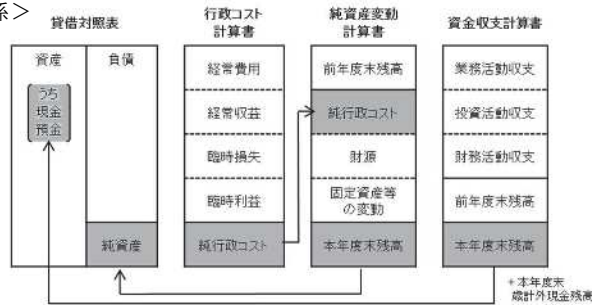 係＞
貸借対照表
資産
負債
うち
現金
預金
純資産
行政コスト
計算書
経常費用
経常収益
臨時損失
臨時利益
純行政コスト
純資産変動
計算書
前年度末残高
純行政コスト
財源
固定資産等
の変動
本年度末残高
資金収支計算書
業務活動収支
投資活動収支
財務活動収支
前年度末残高
本年度末残高
+本年度末
歳計外現金残高